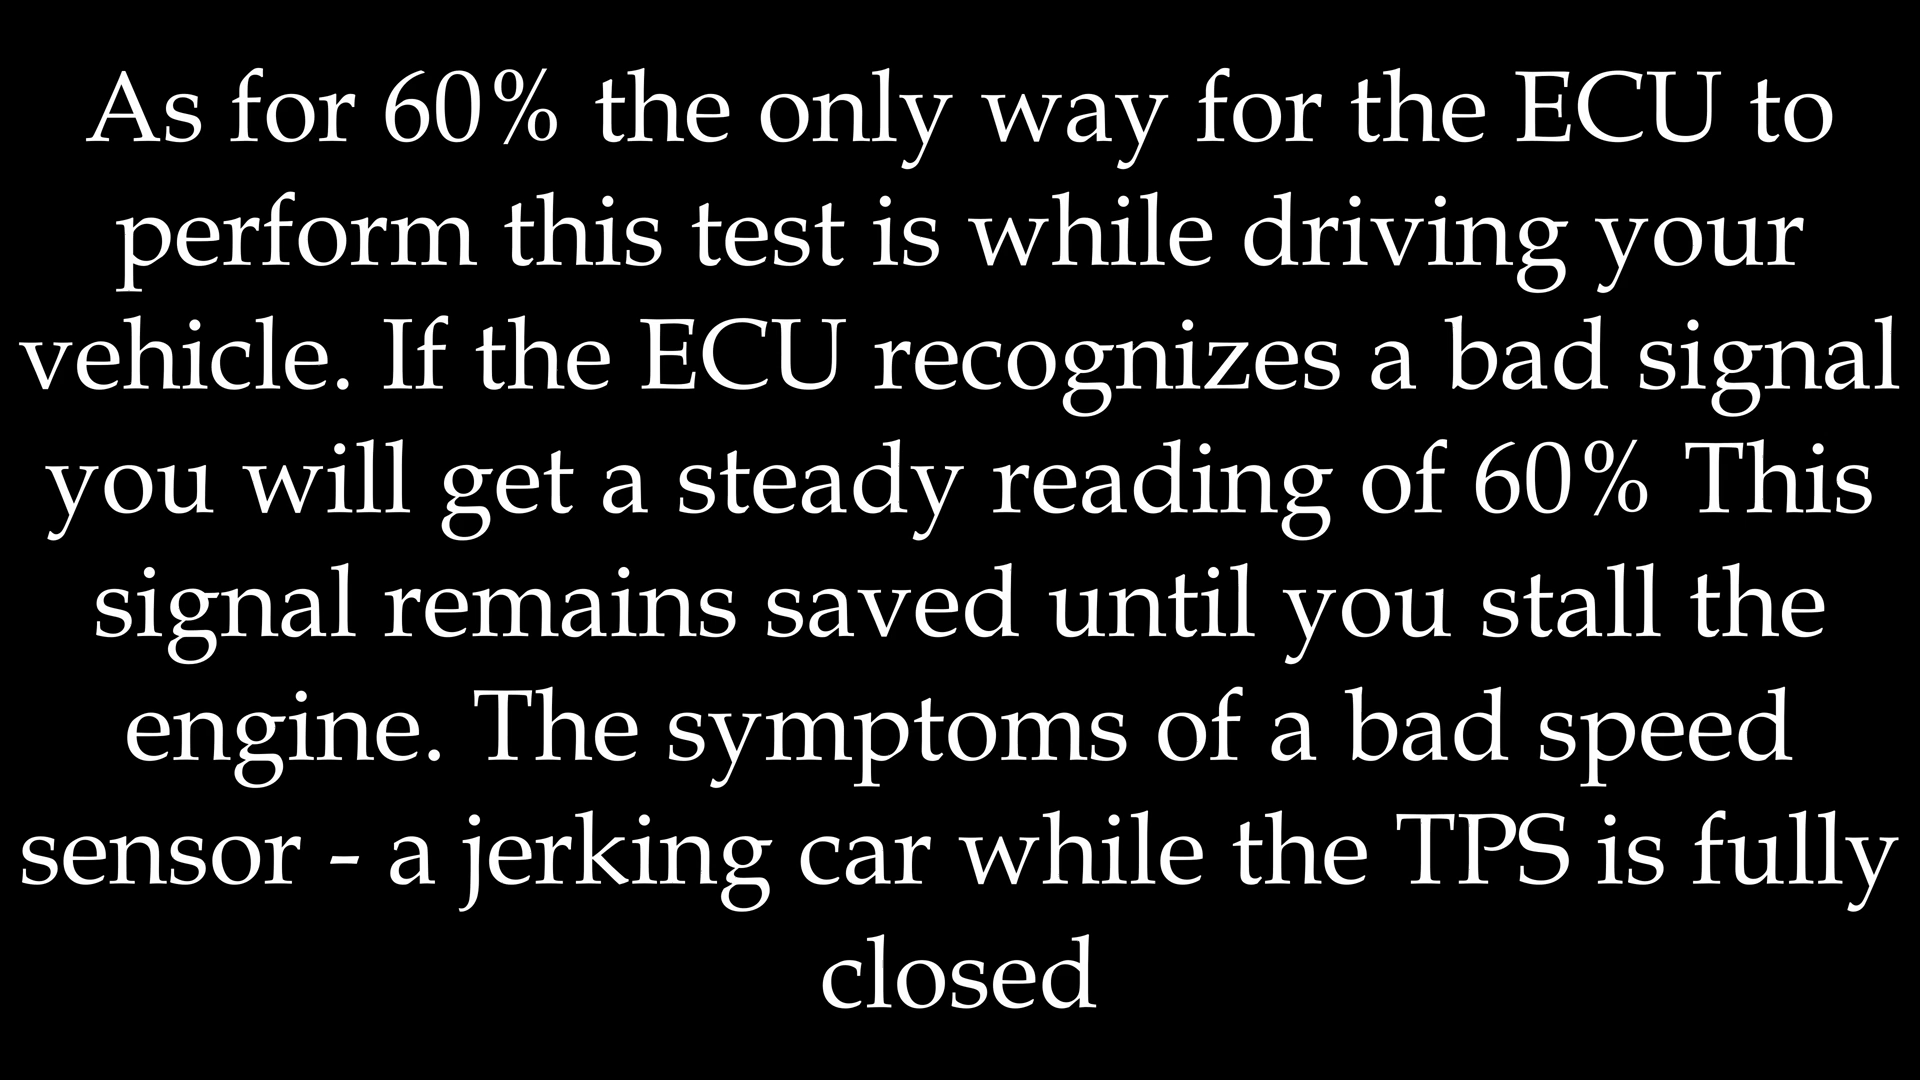 As for 60% the only way for the ECU to
perform this test is while driving your
vehicle. If the ECU recognizes a bad signal
you will get a steady reading of 60% This
signal remains saved until you stall the
engine. The symptoms of a bad speed
sensor - a jerking car while the TPS is fully
closed